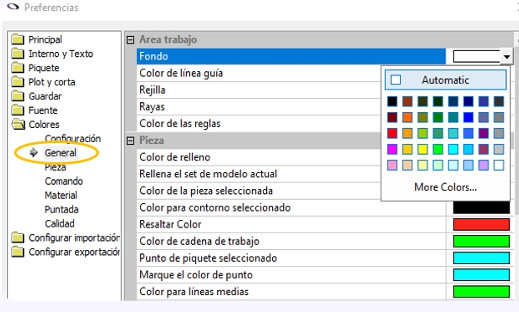 Preferencias
Principal
Interno y Texto
Piquete
Plot y corta
Guardar
Fuente
Colores
Configuración
General
Pieza
Comando
Material
Puntada
Calidad
Configurar importación
Configurar exportación
Area trabajo
Fondo
Color de línea guía
Rejilla
Rayas
Color de las reglas
Pieza
Color de relleno
Rellena el set de modelo actual
Color de la pieza seleccionada
Color para contorno seleccionado
Resaltar Color
Color de cadena de trabajo
Punto de piquete seleccionado
Marque el color de punto
Color para líneas medias
Automatic
More Colors...